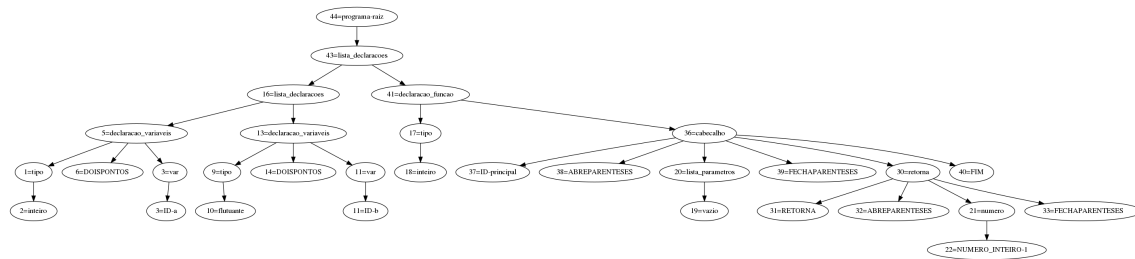 44=programa-raiz
43=lista_declaracoes
16=lista_declaracoes 41=declaracao_funcao
5=declaracao_variaveis 13=declaracao_variaveis 17=tipo 36=cabecalho
1=tipo 6=DOISPONTOS 3=var 9=tipo 14=DOISPONTOS 11=var 18=inteiro 37=ID-principal 38=ABREPARENTESES 20=lista_parametros 39=FECHAPARENTESES 30=retorna 40=FIM
2=inteiro 3=ID-a 10=flutuante 11=ID-b 19=vazio 31=RETORNA 32=ABREPARENTESES 21=numero 33=FECHAPARENTESES
22=NUMERO_INTEIRO-1